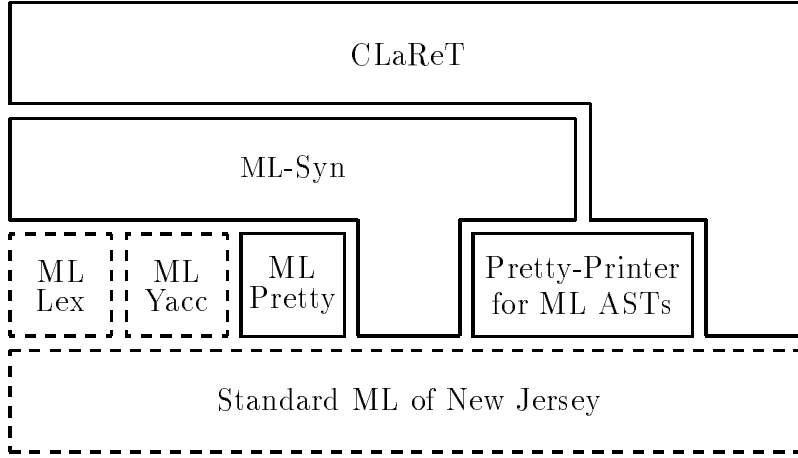 CLaReT
ML-Syn
ML
Lex
ML
Yacc
ML
Pretty
Pretty-Printer
for ML ASTs
Standard ML of New Jersey